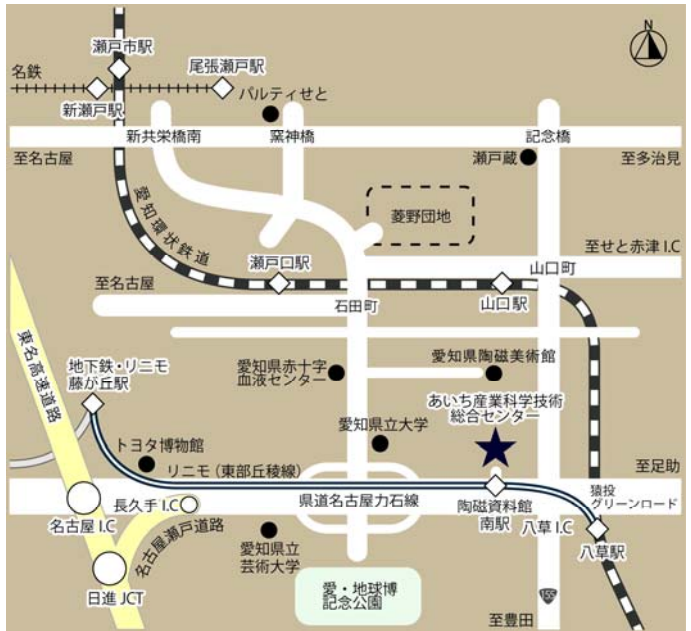 N
瀬戸市駅
名鉄
尾張瀬戸駅
新瀬戸駅
パルティせと
新共栄橋南
窯神橋
記念橋
至名古屋
瀬戸蔵
至多治見
愛知環状鉄道
菱野団地
至せと赤津I.C
瀬戸口駅
山口町
至名古屋
石田町
山口駅
東名高速道路
地下鉄・リニモ
藤が丘駅
愛知県赤十字
血液センター
愛知県陶磁美術館
あいち産業科学技術
総合センター
愛知県立大学
トヨタ博物館
リニモ（東部丘陵線）
至足助
長久手I.C
県道名古屋力石線
陶磁資料館
南駅
猿投
グリーンロード
名古屋I.C
八草I.C
八草駅
名古屋瀬戸道路
愛知県立
芸術大学
日進JCT
愛・地球博
記念公園
155
至豊田